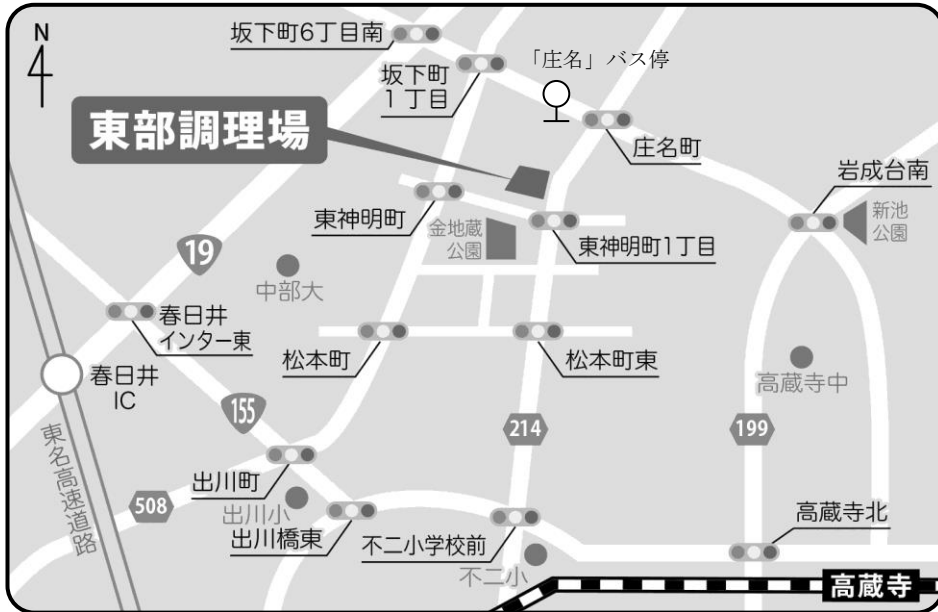 坂下町6丁目南
N
「庄名」バス停
坂下町
1丁目
東部調理場
庄名町
岩成台南
新池
公園
東神明町
金地蔵
公園
東神明町1丁目
19
中部大
春日井
インター東
松本町
松本町東
高蔵寺中
春日井
IC
155
214
199
東名高速道路
出川町
508
出川小
出川橋東
不二小学校前
高蔵寺北
不二小
高蔵寺